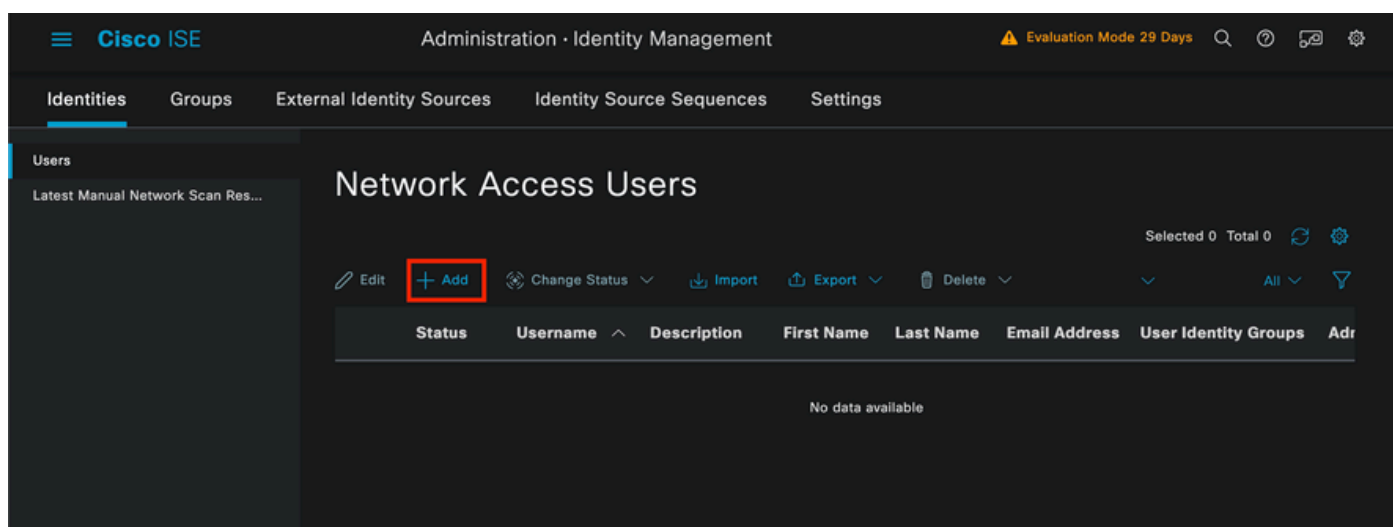 Cisco ISE
Administration · Identity Management
Evaluation Mode 29 Days
Identities Groups External Identity Sources Identity Source Sequences Settings
Users
Latest Manual Network Scan Res...
Network Access Users
Selected 0 Total 0
Edit Add Change Status Import Export Delete All
Status Username Description First Name Last Name Email Address User Identity Groups Adr
No data available